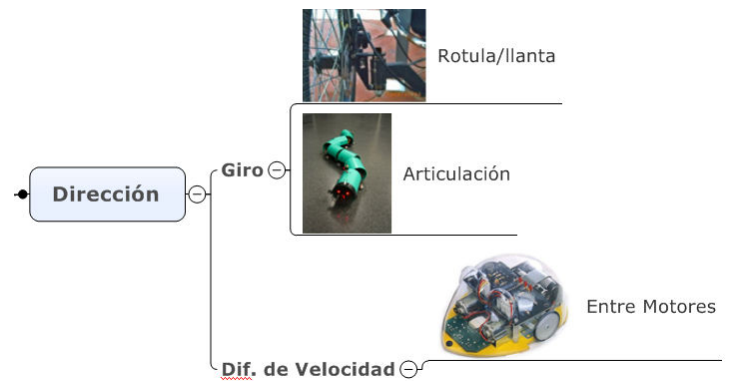 Rotula/llanta
Giro
Articulación
Dirección
Entre Motores
Dif. de Velocidad